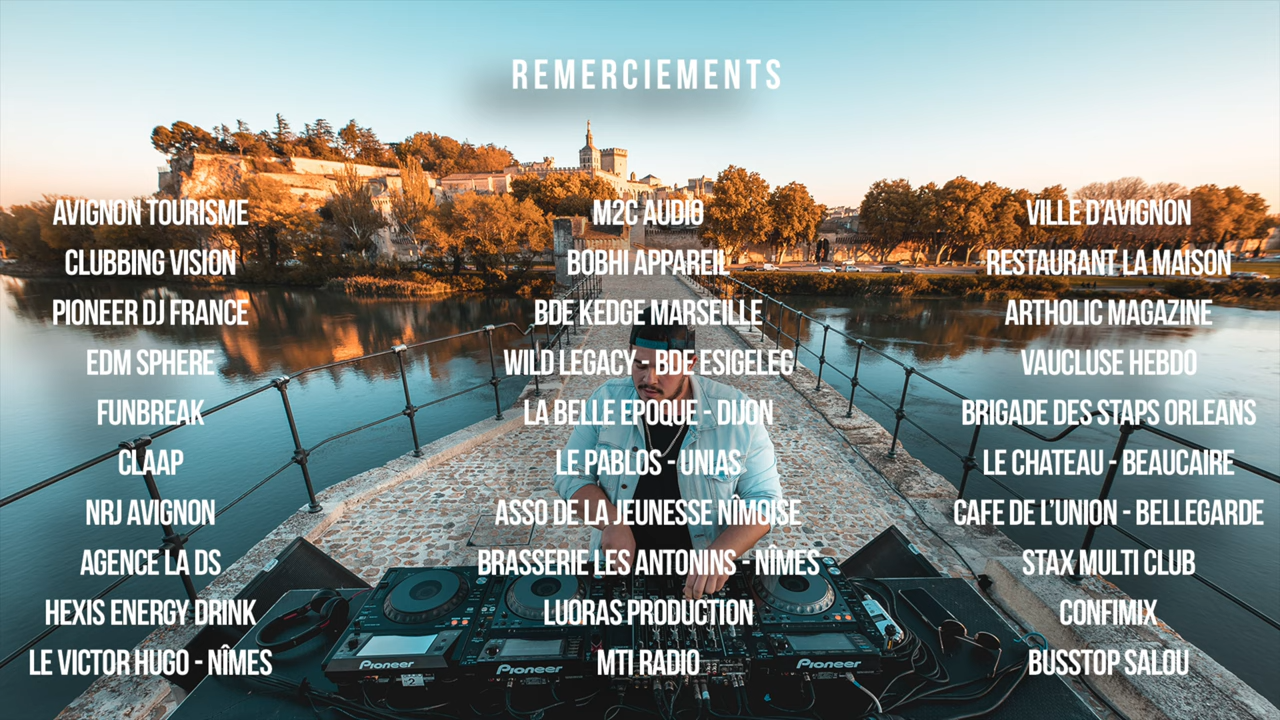 REMERCIEMENTS
AVIGNON TOURISME
CLUBBING VISION
PIONEER DJ FRANCE
EDM SPHERE
FUNBREAK
CLAAP
NRJ AVIGNON
AGENCE LA DS
HEXIS ENERGY DRINK
LE VICTOR HUGO - NÎMES
M2C AUDIO
BOBHI APPAREIL
BDE KEDGE MARSEILLE
WILD LEGACY - BDE ESIGELEC
LA BELLE EPOQUE - DIJON
LE PABLOS - UNIAS
ASSO DE LA JEUNESSE NÎMOISE
BRASSERIE LES ANTONINS - NÎMES
LUORAS PRODUCTION
MTI RADIO
VILLE D'AVIGNON
RESTAURANT LA MAISON
ARTHOLIC MAGAZINE
VAUCLUSE HEBDO
BRIGADE DES STAPS ORLEANS
LE CHATEAU - BEAUCAIRE
CAFE DE L'UNION - BELLEGARDE
STAX MULTI CLUB
CONFIMIX
BUSSTOP SALOU
Pioneer
2
Pioneer
Pioneer